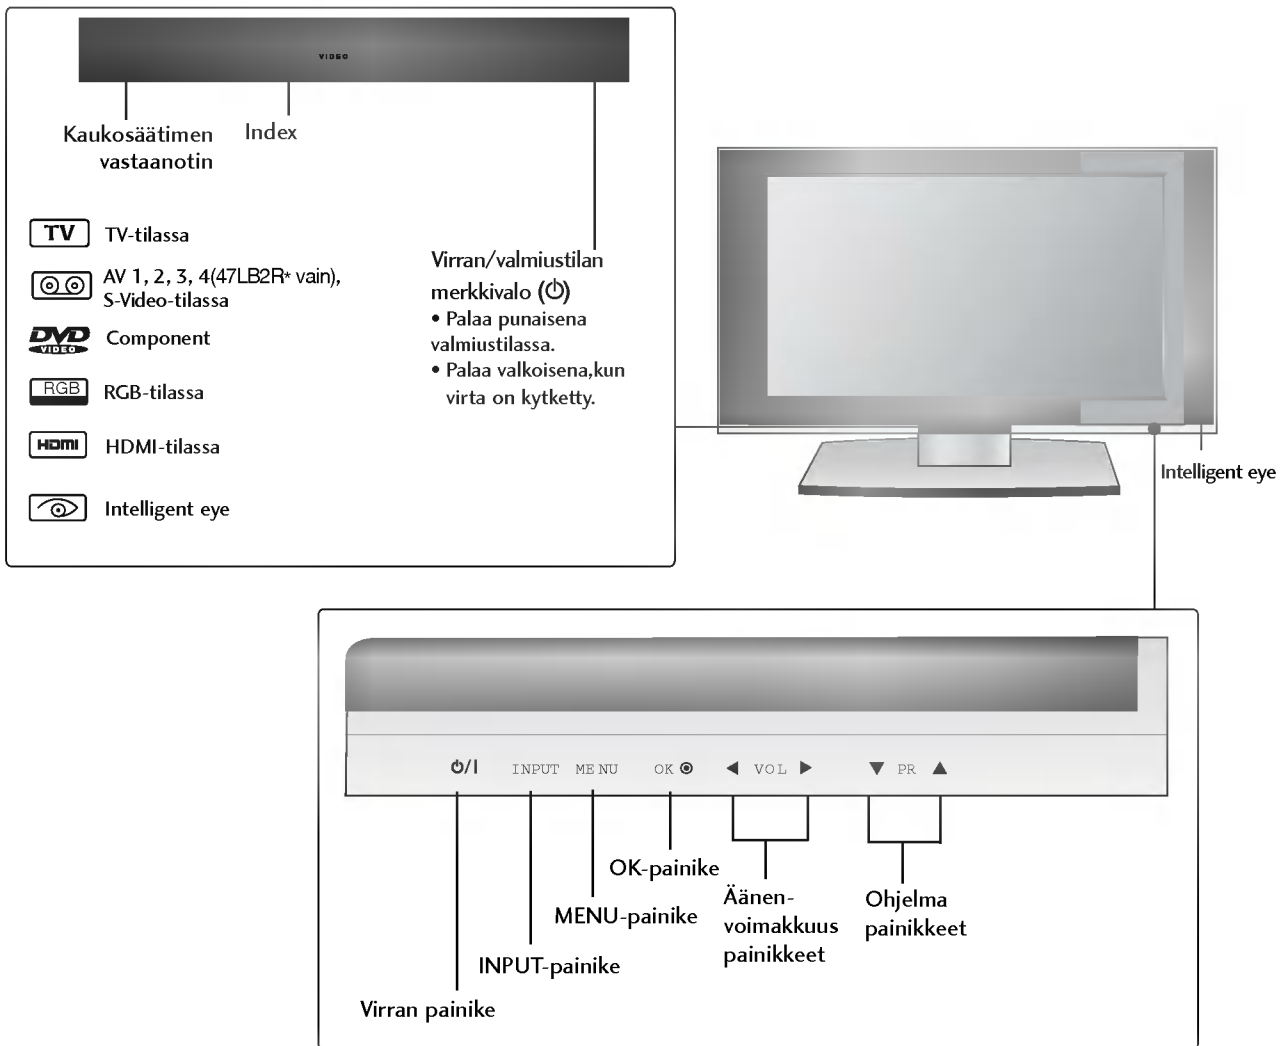 VIDEO
Kaukosäätimen
vastaanotin
Index
TV TV-tilassa
AV 1, 2, 3, 4(47LB2R* vain),
S-Video-tilassa
DVD
VIDEO
Component
RGB RGB-tilassa
HDMI HDMI-tilassa
Intelligent eye
Virran/valmiustilan
merkkivalo (⏻)
• Palaa punaisena
valmiustilassa.
• Palaa valkoisena,kun
virta on kytketty.
Intelligent eye
⏻/I INPUT MENU OK ◉ ◀ VOL ▶ ▼ PR ▲
OK-painike
MENU-painike
INPUT-painike
Virran painike
Äänen-
voimakkuus
painikkeet
Ohjelma
painikkeet